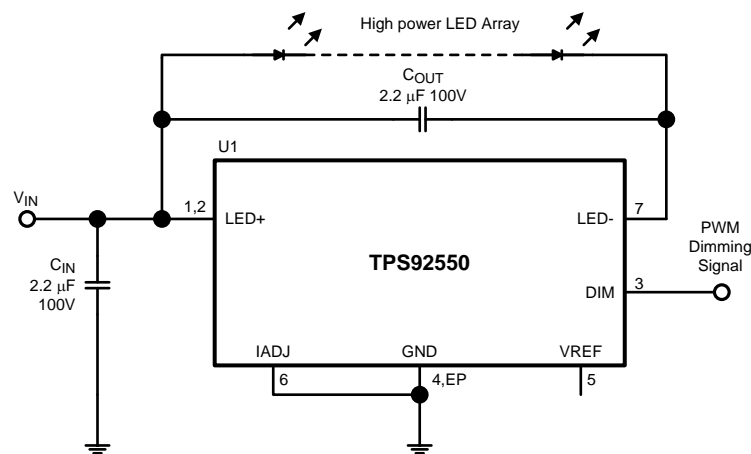 High power LED Array
COUT
2.2 μF 100V
U1
VIN
1,2
LED+
LED-
7
PWM
Dimming
Signal
CIN
2.2 μF
100V
TPS92550
DIM
3
IADJ
GND
VREF
6
4,EP
5